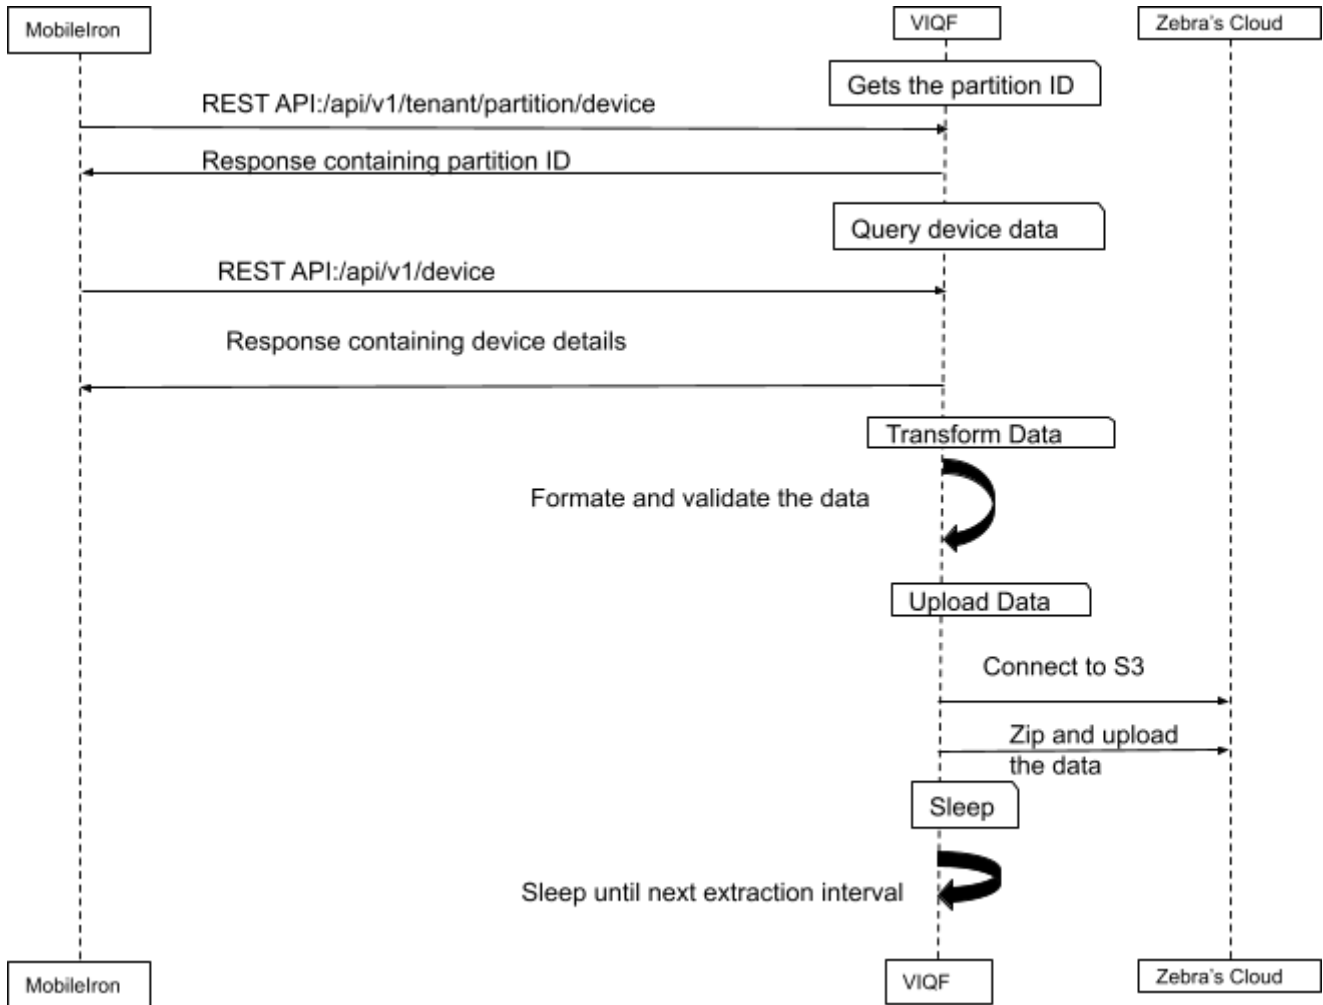 MobileIron
VIQF
Zebra's Cloud
Gets the partition ID
REST API:/api/v1/tenant/partition/device
Response containing partition ID
Query device data
REST API:/api/v1/device
Response containing device details
Transform Data
Formate and validate the data
Upload Data
Connect to S3
Zip and upload
the data
Sleep
Sleep until next extraction interval
MobileIron
VIQF
Zebra's Cloud